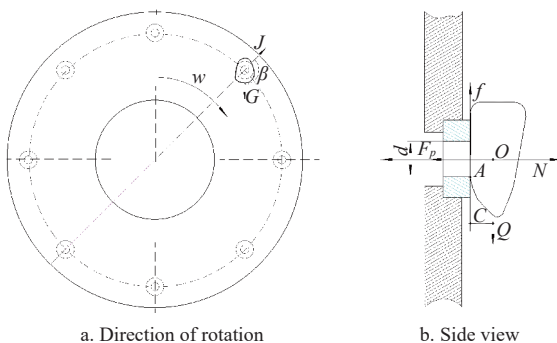 J
w
β
G
f
d
F_p
O
A
N
C
Q
a. Direction of rotation
b. Side view